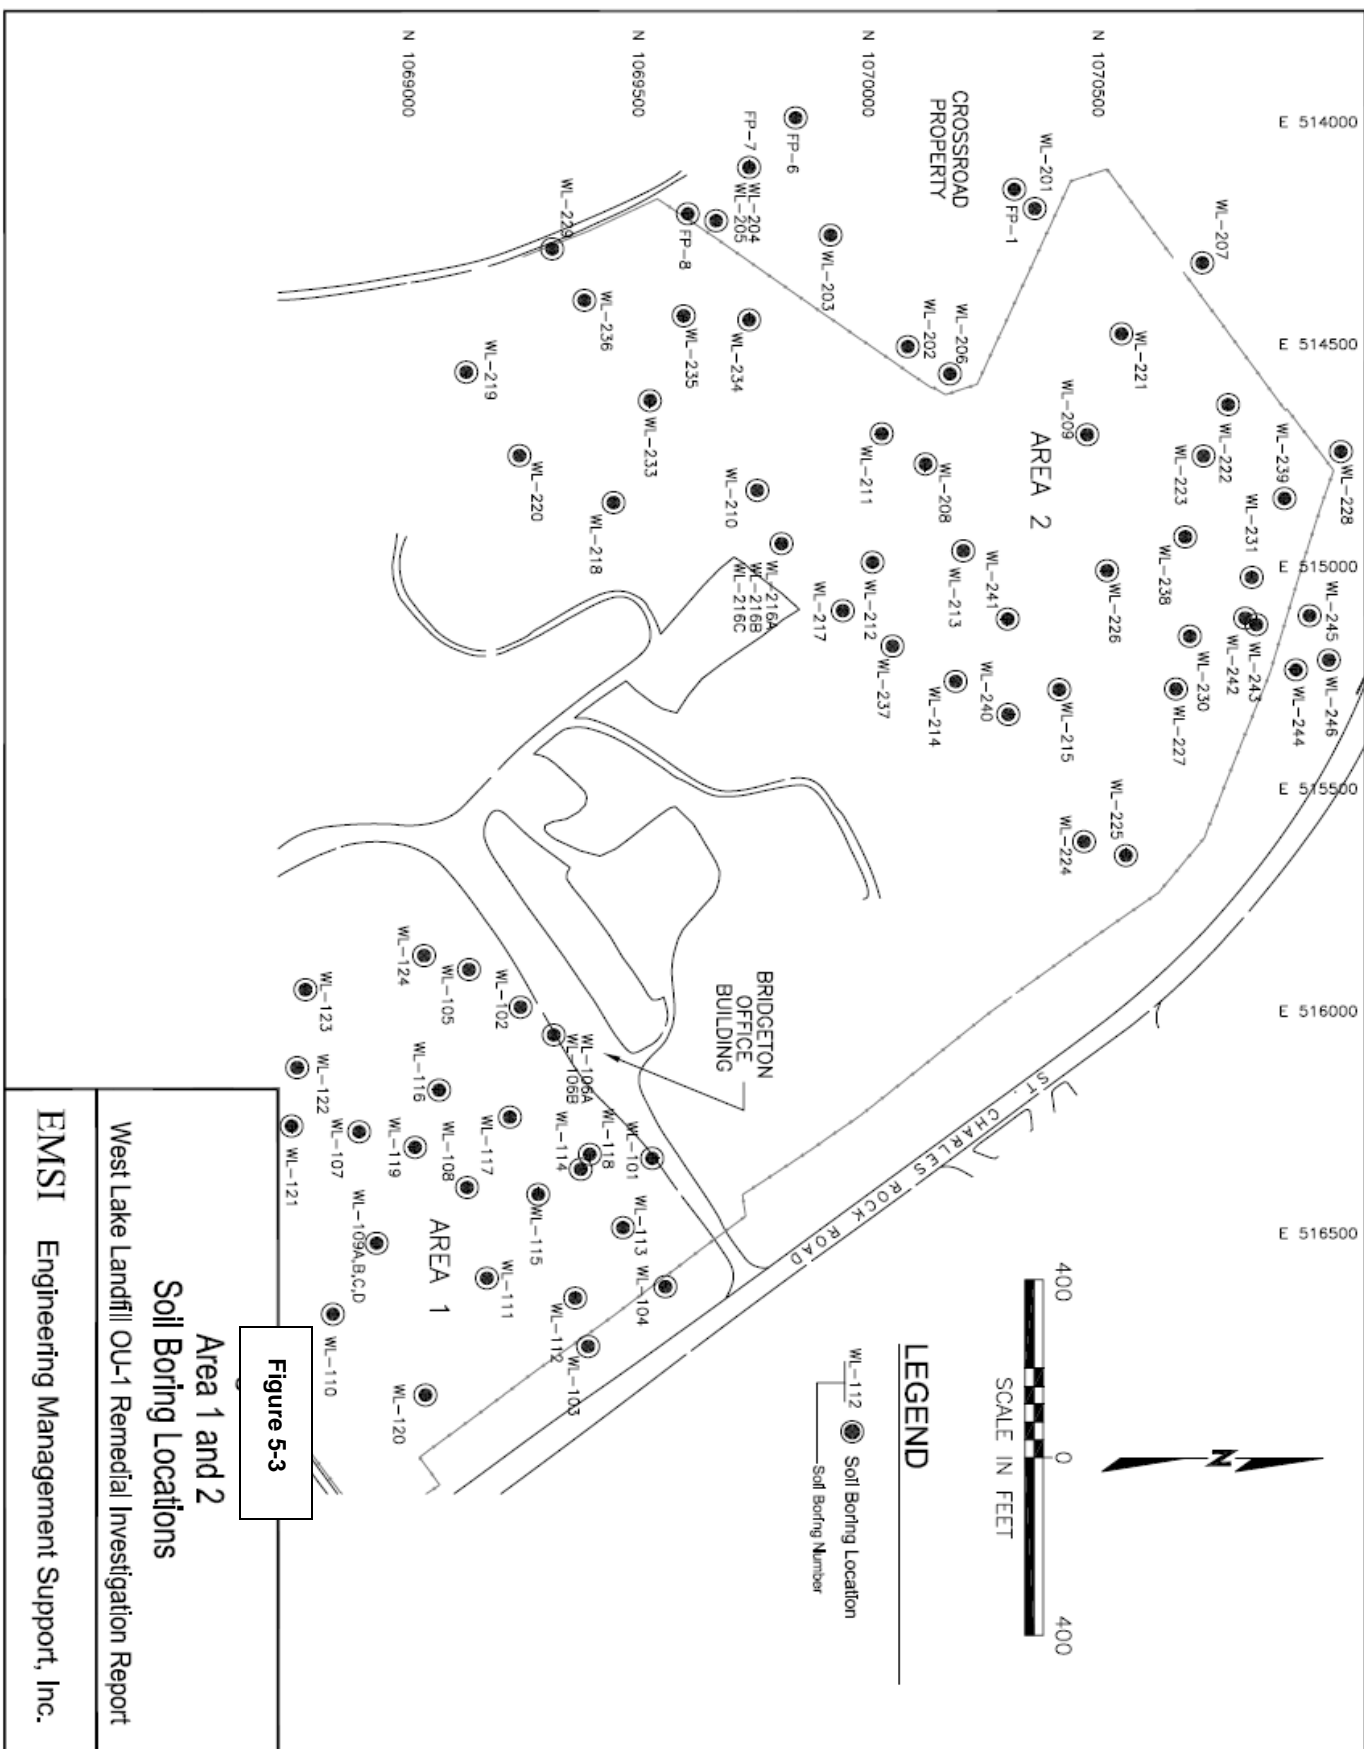 N 1069000
N 1069500
N 1070000
N 1070500
E 514000
E 514500
E 515000
E 515500
E 516000
E 516500
CROSSROAD
PROPERTY
FP-6
FP-7
WL-204
WL-205
FP-8
WL-201
FP-1
WL-207
WL-229
WL-203
WL-236
WL-235
WL-234
WL-202
WL-206
WL-221
WL-219
WL-233
WL-209
AREA 2
WL-222
WL-239
WL-228
WL-220
WL-218
WL-210
WL-211
WL-208
WL-223
WL-231
WL-216A
WL-216B
WL-216C
WL-217
WL-212
WL-213
WL-241
WL-226
WL-238
WL-245
WL-237
WL-214
WL-240
WL-215
WL-230
WL-227
WL-242
WL-243
WL-244
WL-246
WL-224
WL-225
BRIDGETON
OFFICE
BUILDING
WL-124
WL-105
WL-102
WL-123
WL-106A
WL-106B
WL-122
WL-116
WL-117
WL-118
WL-101
WL-114
WL-121
WL-107
WL-119
WL-108
WL-115
WL-113
WL-109A,B,C,D
AREA 1
WL-111
WL-104
WL-110
WL-112
WL-103
WL-120
ST. CHARLES ROCK ROAD
400
0
400
SCALE IN FEET
N
LEGEND
WL-112
Soil Boring Location
Soil Boring Number
Figure 5-3
Area 1 and 2
Soil Boring Locations
West Lake Landfill OU-1 Remedial Investigation Report
EMSI Engineering Management Support, Inc.